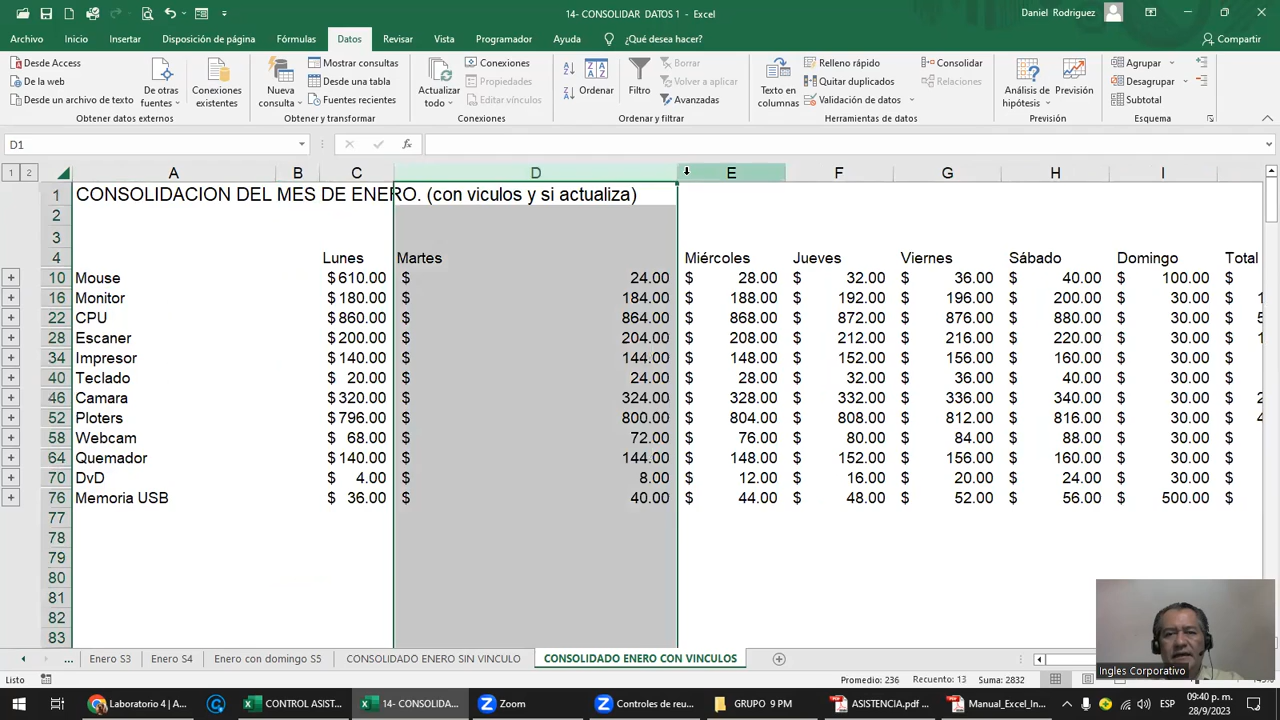 14- CONSOLIDAR DATOS 1 - Excel
Daniel Rodriguez
Archivo Inicio Insertar Disposición de página Fórmulas Datos Revisar Vista Programador Ayuda ¿Qué desea hacer? Compartir
Desde Access
De la web
Desde un archivo de texto
De otras fuentes
Conexiones existentes
Obtener datos externos
Nueva consulta
Mostrar consultas
Desde una tabla
Fuentes recientes
Obtener y transformar
Actualizar todo
Conexiones
Propiedades
Editar vínculos
Conexiones
Ordenar
Filtro
Borrar
Volver a aplicar
Avanzadas
Ordenar y filtrar
Texto en columnas
Relleno rápido
Quitar duplicados
Validación de datos
Consolidar
Relaciones
Herramientas de datos
Análisis de hipótesis
Previsión
Previsión
Agrupar
Desagrupar
Subtotal
Esquema
D1
1 2 A B C D E F G H I
1 CONSOLIDACION DEL MES DE ENERO. (con viculos y si actualiza)
2
3
4 Lunes Martes Miércoles Jueves Viernes Sábado Domingo Total
10 Mouse $ 610.00 $ 24.00 $ 28.00 $ 32.00 $ 36.00 $ 40.00 $ 100.00 $
16 Monitor $ 180.00 $ 184.00 $ 188.00 $ 192.00 $ 196.00 $ 200.00 $ 30.00 $ 1
22 CPU $ 860.00 $ 864.00 $ 868.00 $ 872.00 $ 876.00 $ 880.00 $ 30.00 $ 5
28 Escaner $ 200.00 $ 204.00 $ 208.00 $ 212.00 $ 216.00 $ 220.00 $ 30.00 $ 1
34 Impresor $ 140.00 $ 144.00 $ 148.00 $ 152.00 $ 156.00 $ 160.00 $ 30.00 $
40 Teclado $ 20.00 $ 24.00 $ 28.00 $ 32.00 $ 36.00 $ 40.00 $ 30.00 $
46 Camara $ 320.00 $ 324.00 $ 328.00 $ 332.00 $ 336.00 $ 340.00 $ 30.00 $ 2
52 Ploters $ 796.00 $ 800.00 $ 804.00 $ 808.00 $ 812.00 $ 816.00 $ 30.00 $ 4
58 Webcam $ 68.00 $ 72.00 $ 76.00 $ 80.00 $ 84.00 $ 88.00 $ 30.00 $
64 Quemador $ 140.00 $ 144.00 $ 148.00 $ 152.00 $ 156.00 $ 160.00 $ 30.00 $
70 DvD $ 4.00 $ 8.00 $ 12.00 $ 16.00 $ 20.00 $ 24.00 $ 30.00 $
76 Memoria USB $ 36.00 $ 40.00 $ 44.00 $ 48.00 $ 52.00 $ 56.00 $ 500.00 $
77
78
79
80
81
82
83
Ingles Corporativo
... Enero S3 Enero S4 Enero con domingo S5 CONSOLIDADO ENERO SIN VINCULO CONSOLIDADO ENERO CON VINCULOS
Listo Promedio: 236 Recuento: 13 Suma: 2832
Laboratorio 4 | A... CONTROL ASIST... 14- CONSOLIDA... Zoom Controles de reu... GRUPO 9 PM ASISTENCIA.pdf ... Manual_Excel_In... ESP 09:40 p. m.
28/9/2023